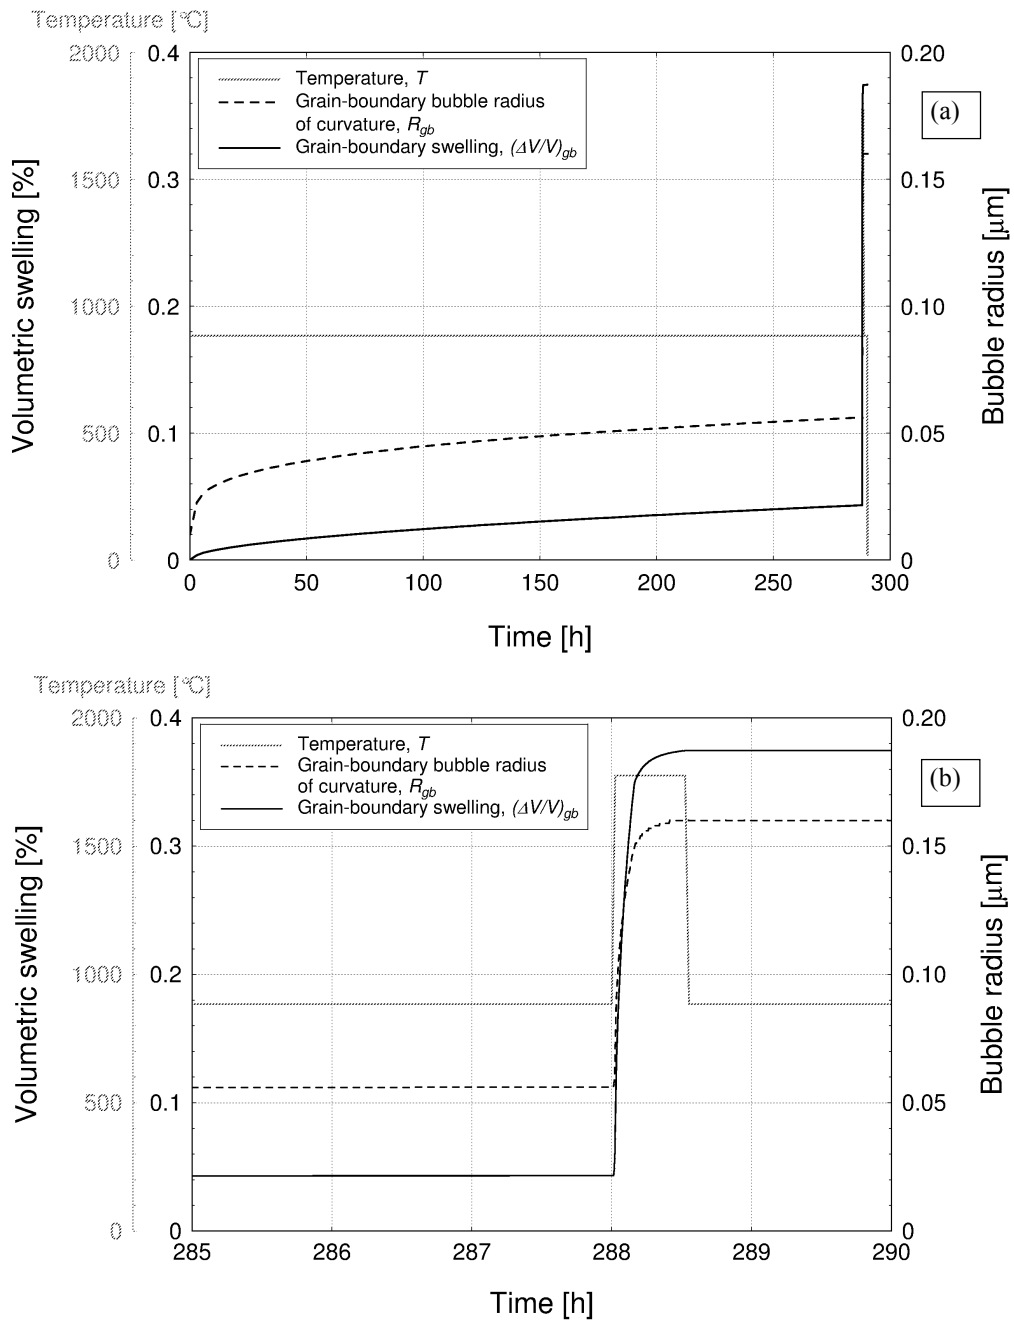 Temperature [°C]
2000
1500
1000
500
0
Volumetric swelling [%]
0.4
0.3
0.2
0.1
0
Temperature, T
Grain-boundary bubble radius
of curvature, Rgb
Grain-boundary swelling, (ΔV/V)gb
(a)
0.20
0.15
0.10
0.05
0
Bubble radius [μm]
0 50 100 150 200 250 300
Time [h]
Temperature [°C]
2000
1500
1000
500
0
Volumetric swelling [%]
0.4
0.3
0.2
0.1
0
Temperature, T
Grain-boundary bubble radius
of curvature, Rgb
Grain-boundary swelling, (ΔV/V)gb
(b)
0.20
0.15
0.10
0.05
0
Bubble radius [μm]
285 286 287 288 289 290
Time [h]